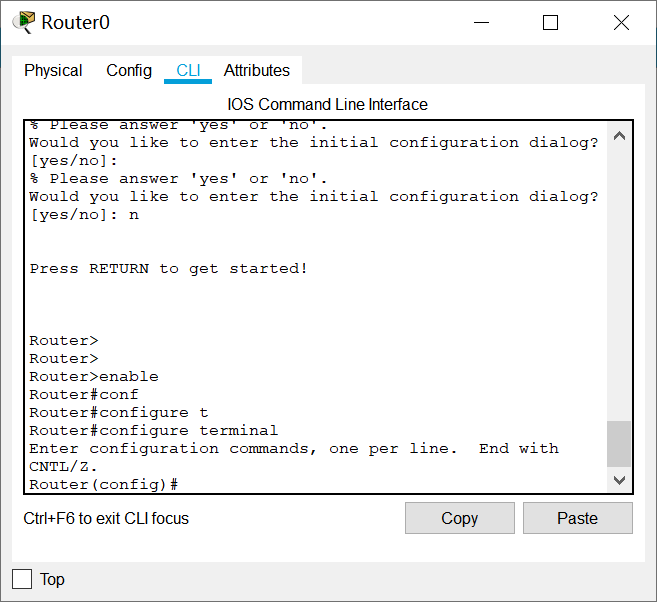 Router0
Physical Config CLI Attributes
IOS Command Line Interface
% Please answer 'yes' or 'no'.
Would you like to enter the initial configuration dialog?
[yes/no]:
% Please answer 'yes' or 'no'.
Would you like to enter the initial configuration dialog?
[yes/no]: n
Press RETURN to get started!
Router>
Router>
Router>enable
Router#conf
Router#configure t
Router#configure terminal
Enter configuration commands, one per line.  End with
CNTL/Z.
Router(config)#
Ctrl+F6 to exit CLI focus
Copy Paste
Top